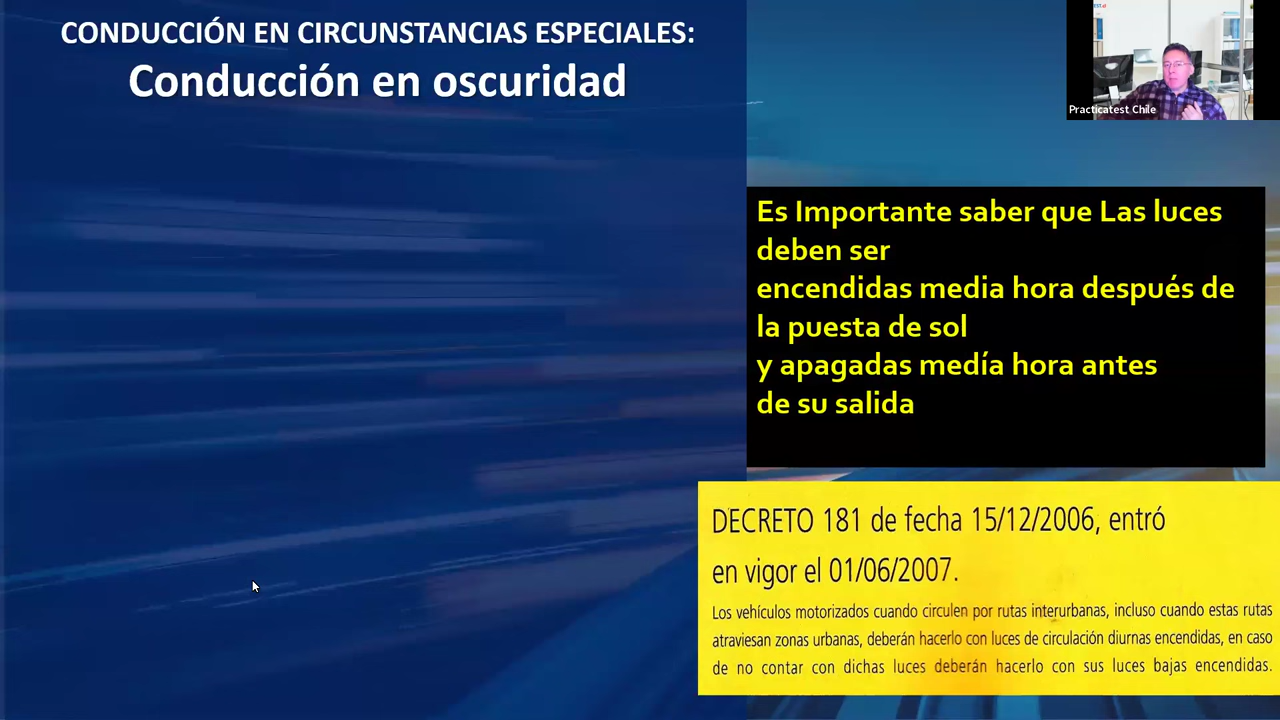 CONDUCCIÓN EN CIRCUNSTANCIAS ESPECIALES:
Conducción en oscuridad
Practicatest Chile
Es Importante saber que Las luces
deben ser
encendidas media hora después de
la puesta de sol
y apagadas medía hora antes
de su salida
DECRETO 181 de fecha 15/12/2006, entró
en vigor el 01/06/2007.
Los vehículos motorizados cuando circulen por rutas interurbanas, incluso cuando estas rutas
atraviesan zonas urbanas, deberán hacerlo con luces de circulación diurnas encendidas, en caso
de no contar con dichas luces deberán hacerlo con sus luces bajas encendidas.